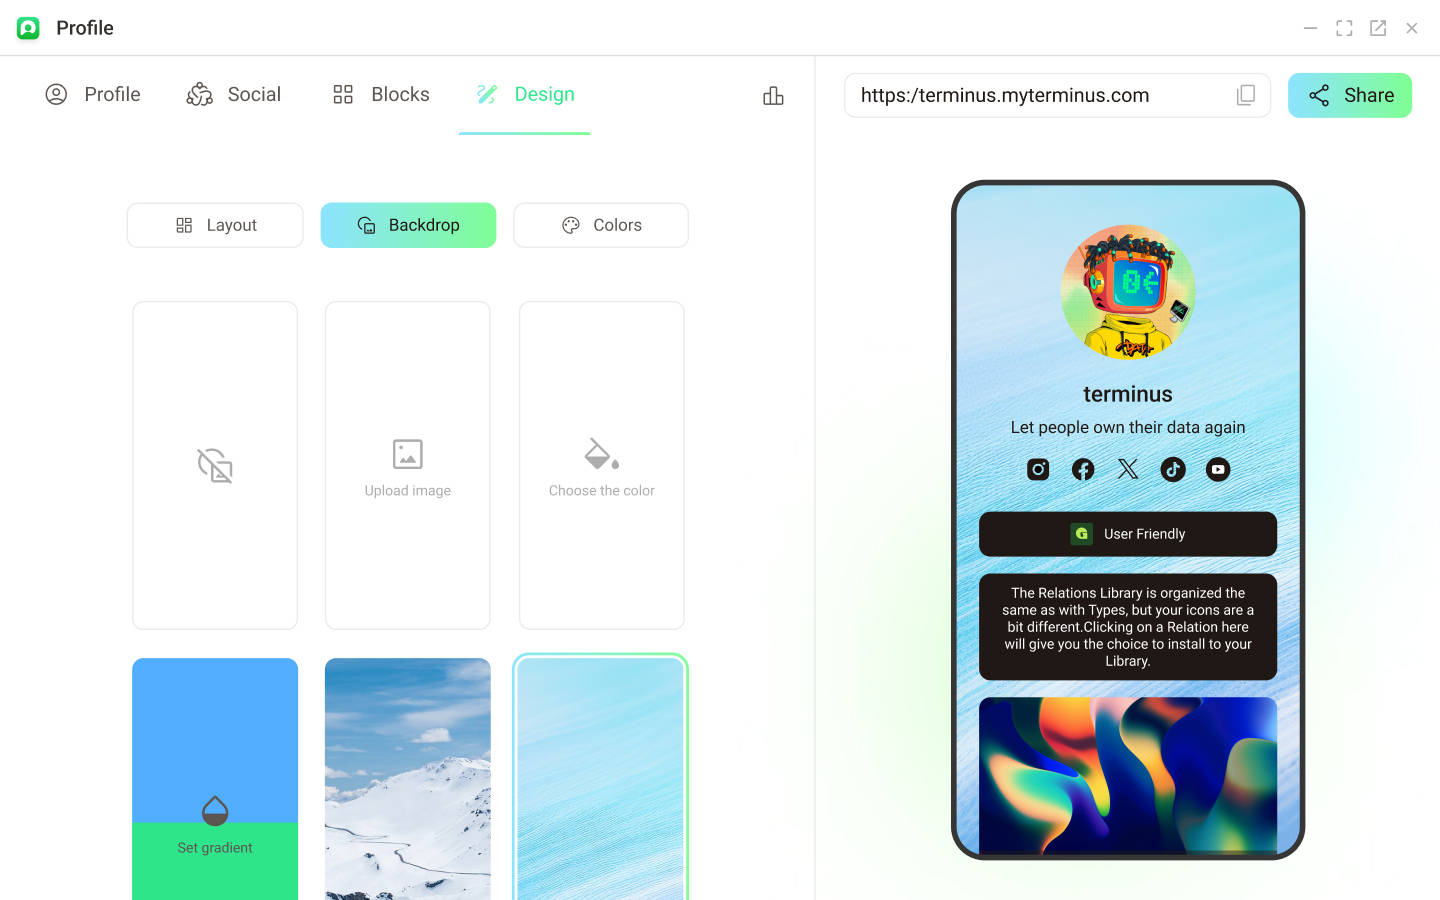 Profile
Profile
Social
Blocks
Design
https:/terminus.myterminus.com
Share
Layout
Backdrop
Colors
Upload image
Choose the color
Set gradient
terminus
Let people own their data again
User Friendly
The Relations Library is organized the
same as with Types, but your icons are a
bit different.Clicking on a Relation here
will give you the choice to install to your
Library.